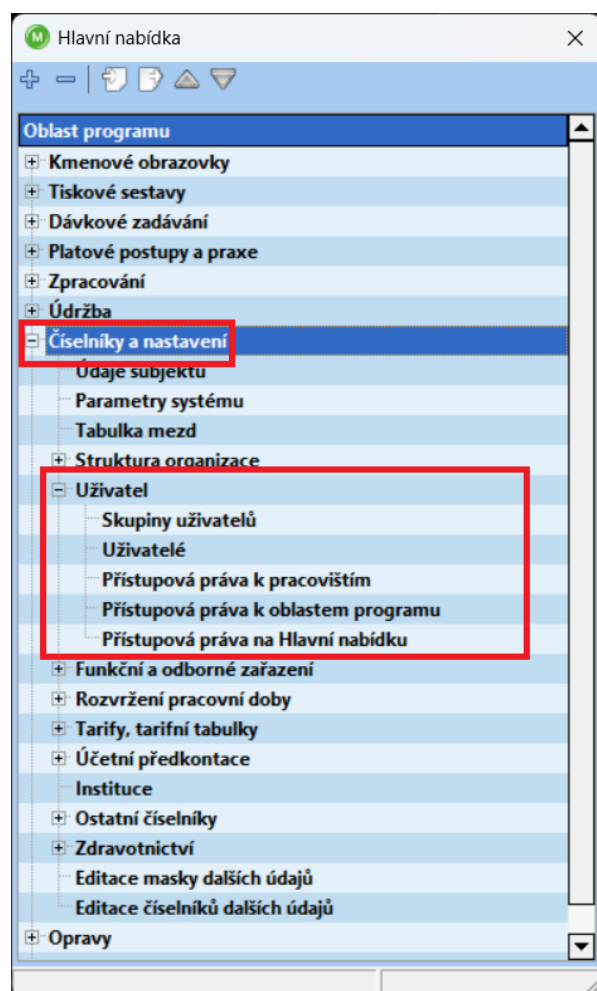 M Hlavní nabídka
Oblast programu
Kmenové obrazovky
Tiskové sestavy
Dávkové zadávání
Platové postupy a praxe
Zpracování
Údržba
Číselníky a nastavení
Údaje subjektu
Parametry systému
Tabulka mezd
Struktura organizace
Uživatel
Skupiny uživatelů
Uživatelé
Přístupová práva k pracovištím
Přístupová práva k oblastem programu
Přístupová práva na Hlavní nabídku
Funkční a odborné zařazení
Rozvržení pracovní doby
Tarify, tarifní tabulky
Účetní předkontace
Instituce
Ostatní číselníky
Zdravotnictví
Editace masky dalších údajů
Editace číselníků dalších údajů
Opravy